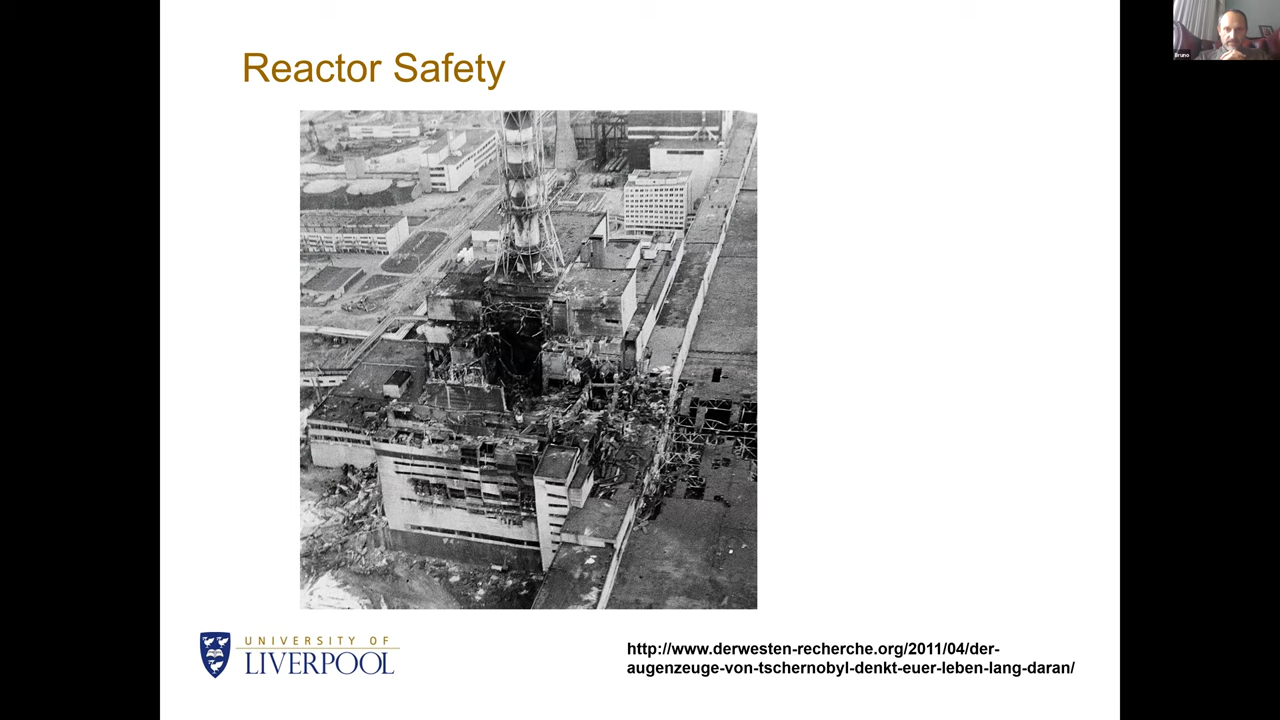 Reactor Safety
Bruno
UNIVERSITY OF
LIVERPOOL
http://www.derwesten-recherche.org/2011/04/der-
augenzeuge-von-tschernobyl-denkt-euer-leben-lang-daran/